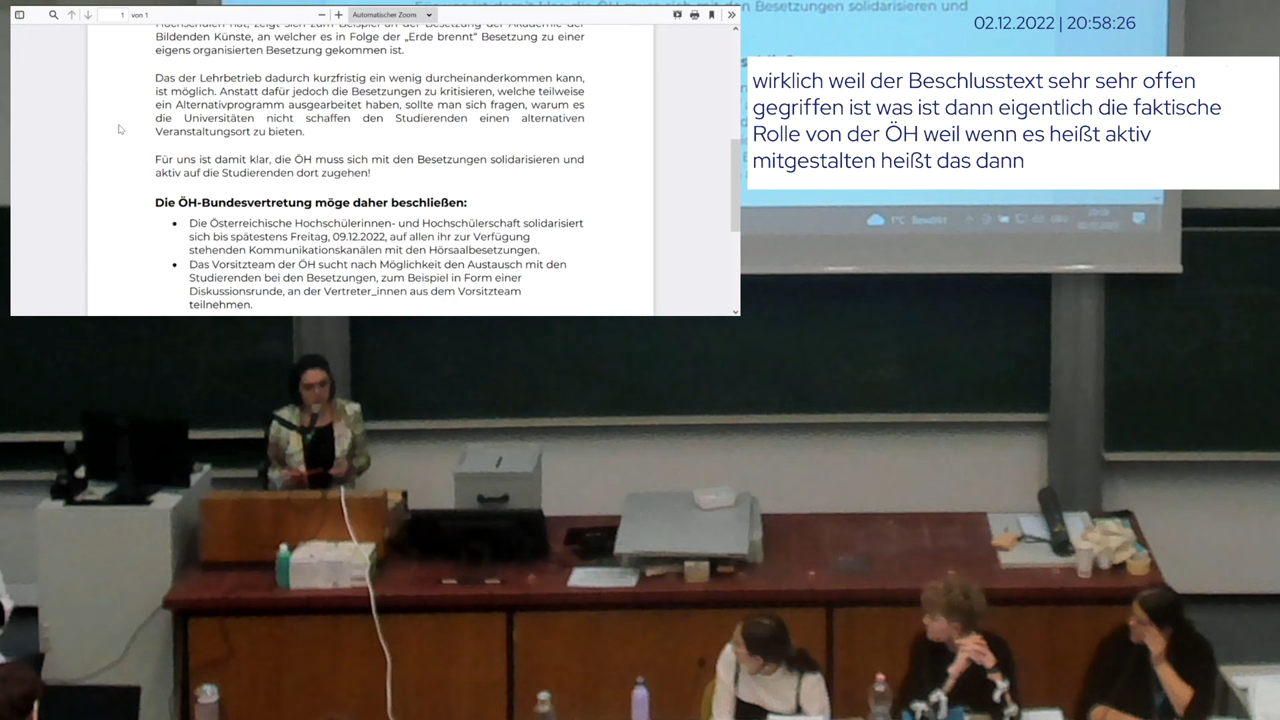 1 von 1
Automatischer Zoom
02.12.2022 | 20:58:26
Bildenden Künste, an welcher es in Folge der „Erde brennt“ Besetzung zu einer
eigens organisierten Besetzung gekommen ist.
Das der Lehrbetrieb dadurch kurzfristig ein wenig durcheinanderkommen kann,
ist möglich. Anstatt dafür jedoch die Besetzungen zu kritisieren, welche teilweise
ein Alternativprogramm ausgearbeitet haben, sollte man sich fragen, warum es
die Universitäten nicht schaffen den Studierenden einen alternativen
Veranstaltungsort zu bieten.
Für uns ist damit klar, die ÖH muss sich mit den Besetzungen solidarisieren und
aktiv auf die Studierenden dort zugehen!
Die ÖH-Bundesvertretung möge daher beschließen:
• Die Österreichische Hochschülerinnen- und Hochschülerschaft solidarisiert
sich bis spätestens Freitag, 09.12.2022, auf allen ihr zur Verfügung
stehenden Kommunikationskanälen mit den Hörsaalbesetzungen.
• Das Vorsitzteam der ÖH sucht nach Möglichkeit den Austausch mit den
Studierenden bei den Besetzungen, zum Beispiel in Form einer
Diskussionsrunde, an der Vertreter_innen aus dem Vorsitzteam
teilnehmen.
wirklich weil der Beschlusstext sehr sehr offen
gegriffen ist was ist dann eigentlich die faktische
Rolle von der ÖH weil wenn es heißt aktiv
mitgestalten heißt das dann